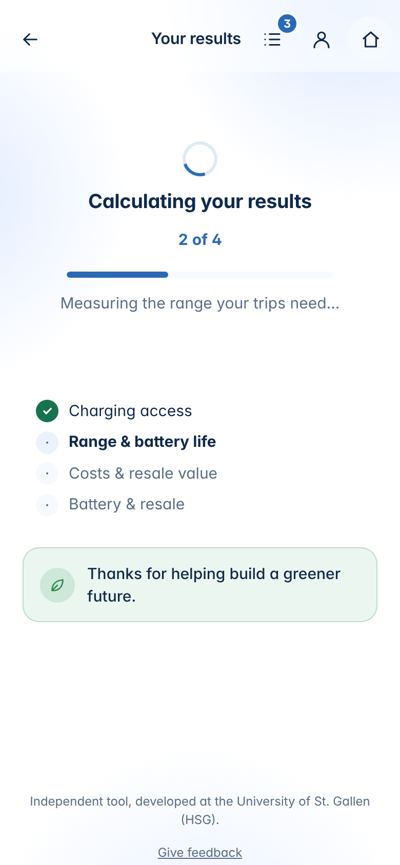 Your results
3
Calculating your results
2 of 4
Measuring the range your trips need...
Charging access
Range & battery life
Costs & resale value
Battery & resale
Thanks for helping build a greener
future.
Independent tool, developed at the University of St. Gallen
(HSG).
Give feedback